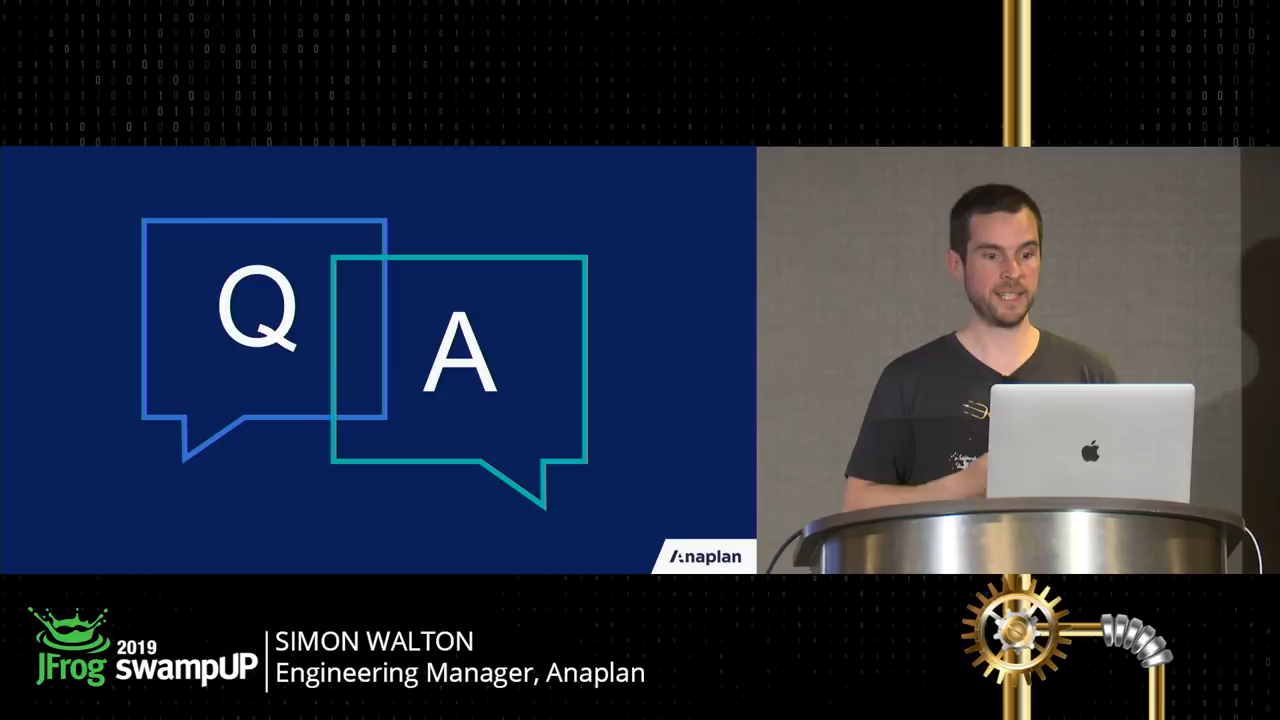 Q
A
Anaplan
2019
JFrog swampUP
SIMON WALTON
Engineering Manager, Anaplan